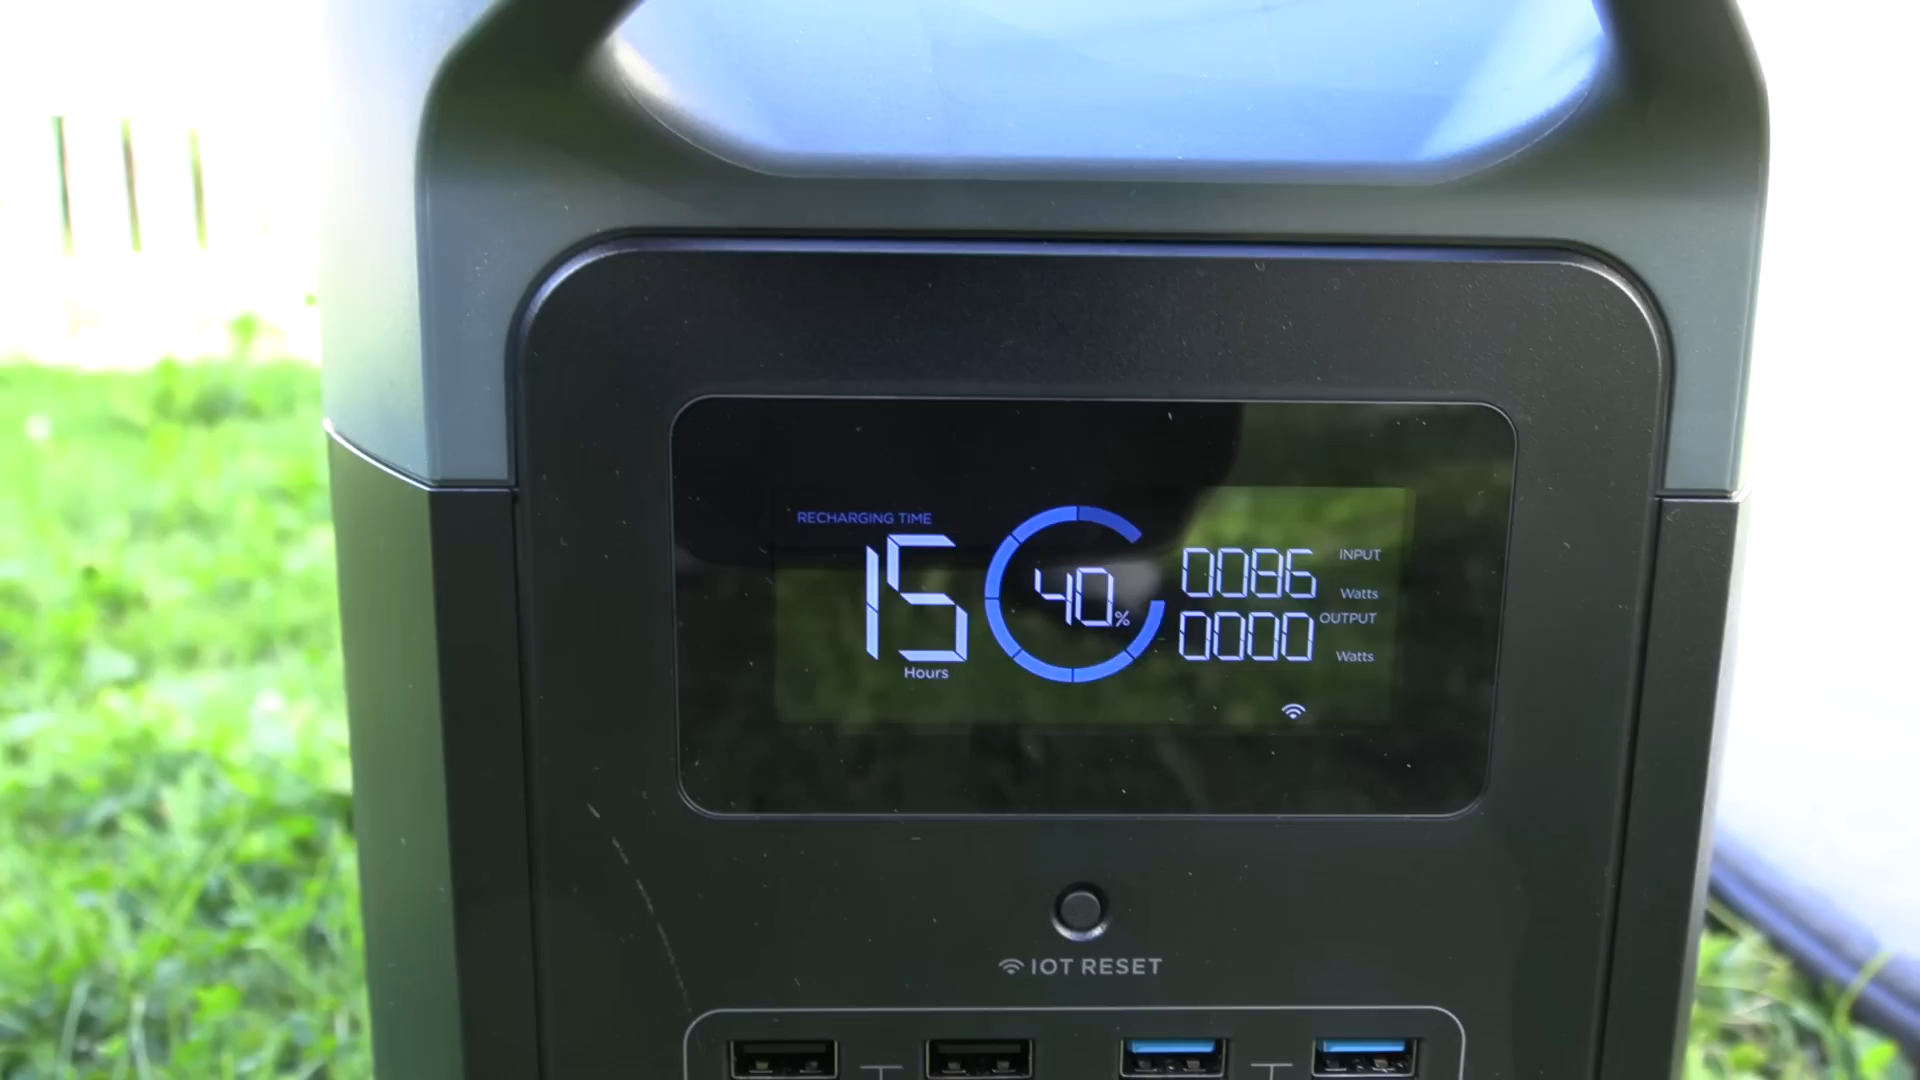 RECHARGING TIME
15
Hours
40%
0086 INPUT
Watts
0000 OUTPUT
Watts
IOT RESET